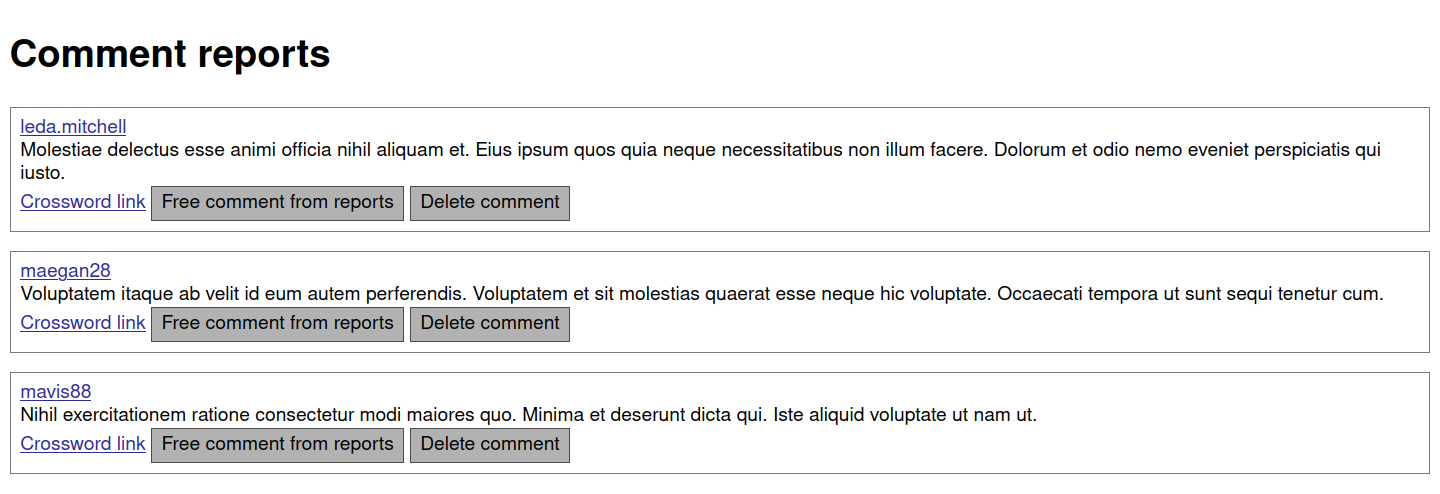 Comment reports
leda.mitchell
Molestiae delectus esse animi officia nihil aliquam et. Eius ipsum quos quia neque necessitatibus non illum facere. Dolorum et odio nemo eveniet perspiciatis qui
iusto.
Crossword link Free comment from reports Delete comment
maegan28
Voluptatem itaque ab velit id eum autem perferendis. Voluptatem et sit molestias quaerat esse neque hic voluptate. Occaecati tempora ut sunt sequi tenetur cum.
Crossword link Free comment from reports Delete comment
mavis88
Nihil exercitationem ratione consectetur modi maiores quo. Minima et deserunt dicta qui. Iste aliquid voluptate ut nam ut.
Crossword link Free comment from reports Delete comment